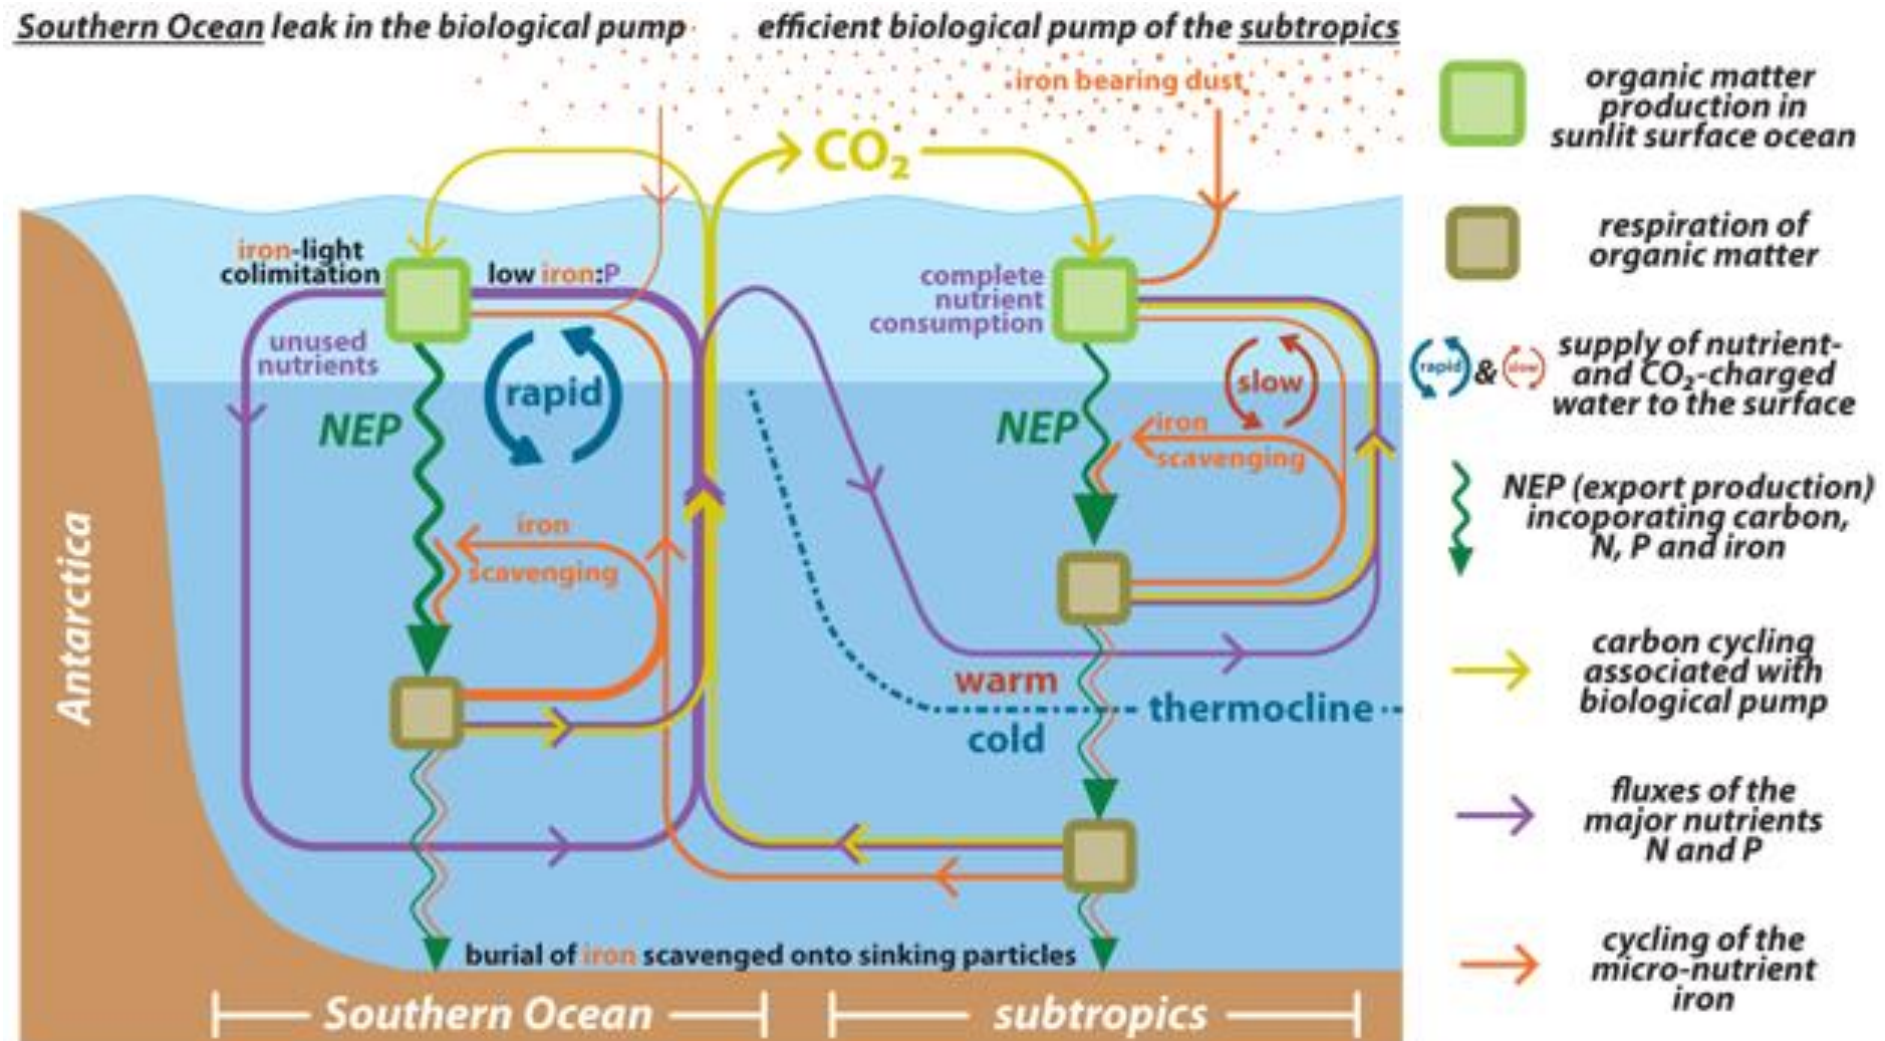 Southern Ocean leak in the biological pump
efficient biological pump of the subtropics
iron bearing dust
CO₂
iron-light
colimitation
low iron:P
unused
nutrients
rapid
NEP
iron
scavenging
complete
nutrient
consumption
slow
NEP
iron
scavenging
warm
cold
thermocline
Antarctica
burial of iron scavenged onto sinking particles
Southern Ocean
subtropics
organic matter
production in
sunlit surface ocean
respiration of
organic matter
rapid & slow
supply of nutrient-
and CO₂-charged
water to the surface
NEP (export production)
incoporating carbon,
N, P and iron
carbon cycling
associated with
biological pump
fluxes of the
major nutrients
N and P
cycling of the
micro-nutrient
iron